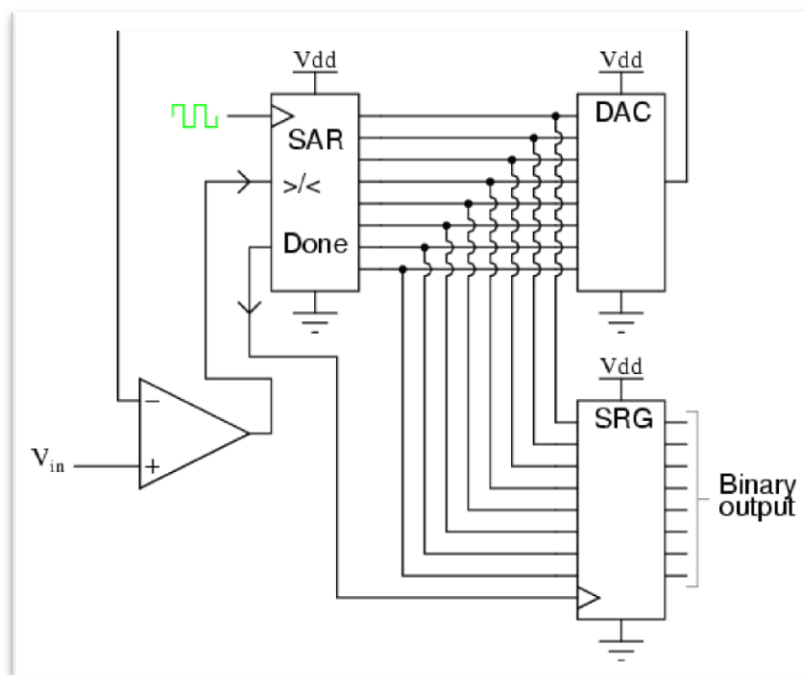 Vdd
Vdd
SAR
DAC
>/<
Done
Vdd
SRG
−
Vin
+
Binary
output